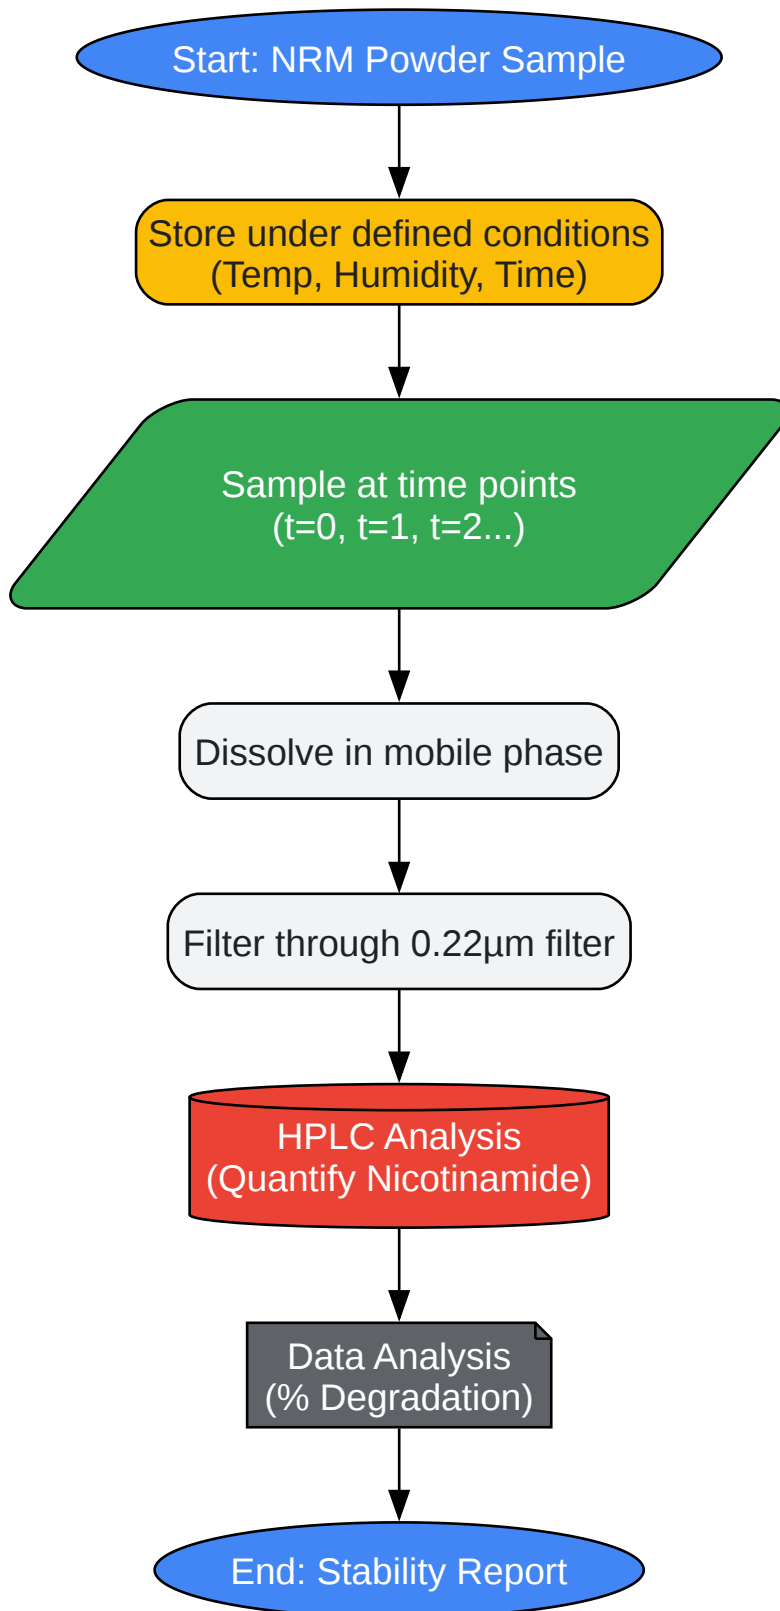 Start: NRM Powder Sample
Store under defined conditions
(Temp, Humidity, Time)
Sample at time points
(t=0, t=1, t=2...)
Dissolve in mobile phase
Filter through 0.22µm filter
HPLC Analysis
(Quantify Nicotinamide)
Data Analysis
(% Degradation)
End: Stability Report